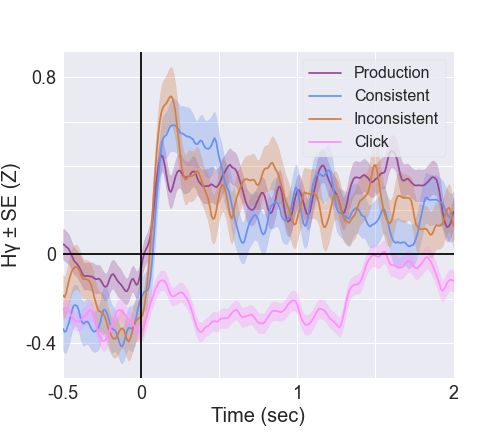 Production
Consistent
Inconsistent
Click
0.8
0
-0.4
Hγ ± SE (Z)
-0.5 0 1 2
Time (sec)